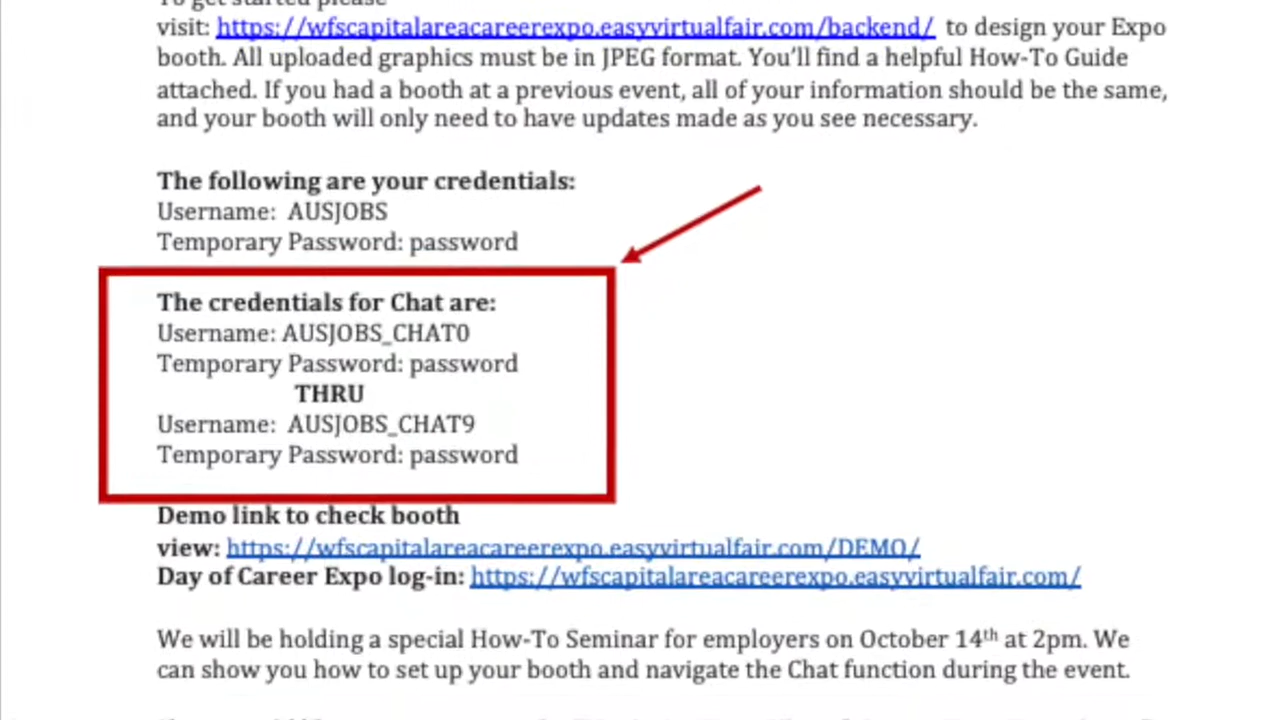 To get started please
visit: https://wfscapitalareacareerexpo.easyvirtualfair.com/backend/ to design your Expo
booth. All uploaded graphics must be in JPEG format. You’ll find a helpful How-To Guide
attached. If you had a booth at a previous event, all of your information should be the same,
and your booth will only need to have updates made as you see necessary.
The following are your credentials:
Username: AUSJOBS
Temporary Password: password
The credentials for Chat are:
Username: AUSJOBS_CHAT0
Temporary Password: password
THRU
Username: AUSJOBS_CHAT9
Temporary Password: password
Demo link to check booth
view: https://wfscapitalareacareerexpo.easyvirtualfair.com/DEMO/
Day of Career Expo log-in: https://wfscapitalareacareerexpo.easyvirtualfair.com/
We will be holding a special How-To Seminar for employers on October 14th at 2pm. We
can show you how to set up your booth and navigate the Chat function during the event.